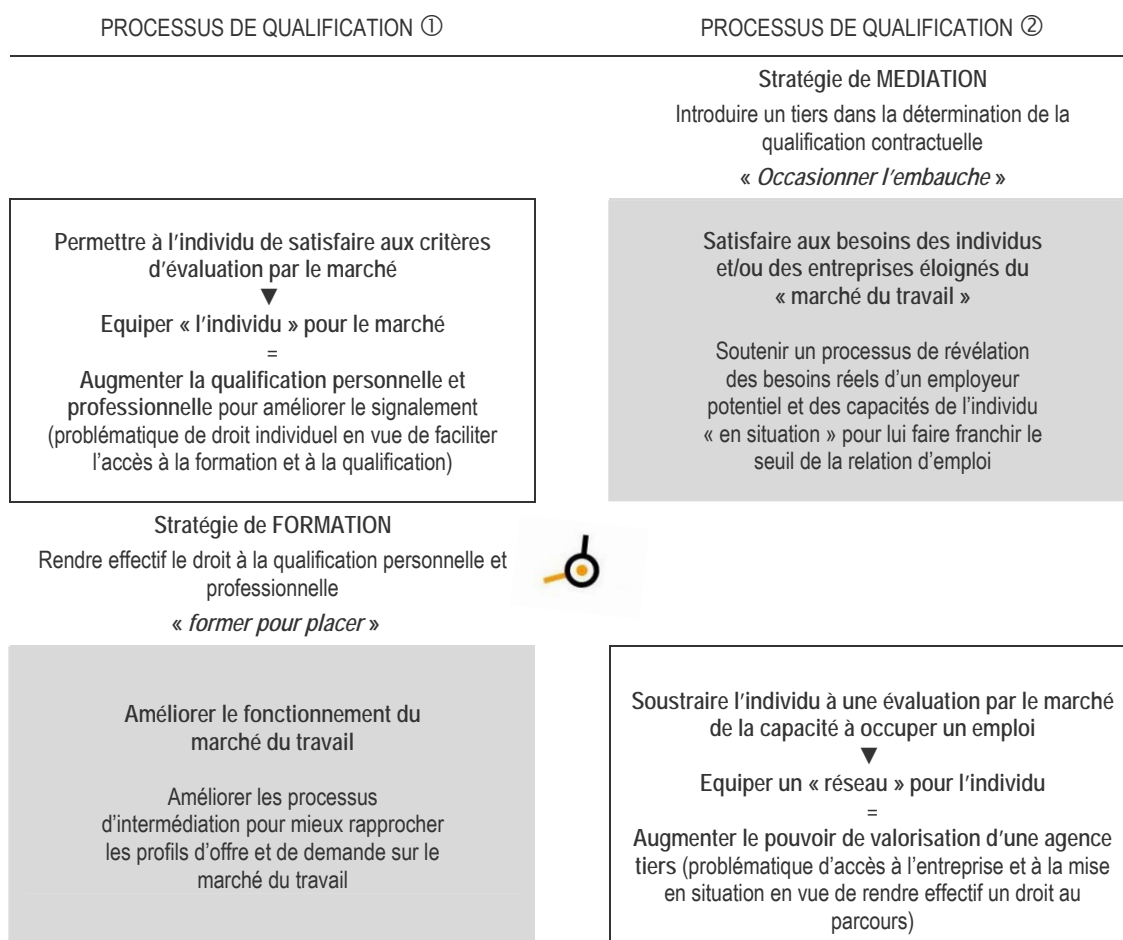 PROCESSUS DE QUALIFICATION ①
PROCESSUS DE QUALIFICATION ②
Stratégie de MEDIATION
Introduire un tiers dans la détermination de la
qualification contractuelle
« Occasionner l'embauche »
Permettre à l'individu de satisfaire aux critères
d'évaluation par le marché
▼
Equiper « l'individu » pour le marché
=
Augmenter la qualification personnelle et
professionnelle pour améliorer le signalement
(problématique de droit individuel en vue de faciliter
l'accès à la formation et à la qualification)
Satisfaire aux besoins des individus
et/ou des entreprises éloignés du
« marché du travail »
Soutenir un processus de révélation
des besoins réels d'un employeur
potentiel et des capacités de l'individu
« en situation » pour lui faire franchir le
seuil de la relation d'emploi
Stratégie de FORMATION
Rendre effectif le droit à la qualification personnelle et
professionnelle
« former pour placer »
Améliorer le fonctionnement du
marché du travail
Améliorer les processus
d'intermédiation pour mieux rapprocher
les profils d'offre et de demande sur le
marché du travail
Soustraire l'individu à une évaluation par le marché
de la capacité à occuper un emploi
▼
Equiper un « réseau » pour l'individu
=
Augmenter le pouvoir de valorisation d'une agence
tiers (problématique d'accès à l'entreprise et à la mise
en situation en vue de rendre effectif un droit au
parcours)